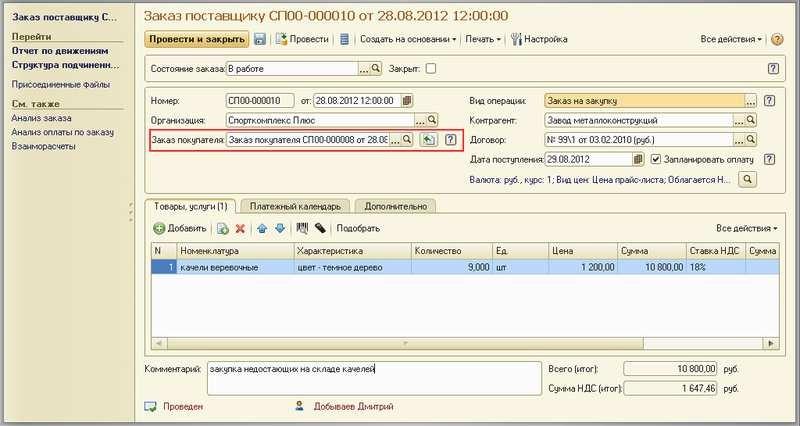 Заказ поставщику С...
Заказ поставщику СП00-000010 от 28.08.2012 12:00:00
Перейти
Отчет по движениям
Структура подчиненн...
Присоединенные файлы
См. также
Анализ заказа
Анализ оплаты по заказу
Взаиморасчеты
Провести и закрыть Провести Создать на основании Печать Настройка Все действия
Состояние заказа: В работе Закрыт:
Номер: СП00-000010 от: 28.08.2012 12:00:00 Вид операции: Заказ на закупку
Организация: Спорткомплекс Плюс Контрагент: Завод металлоконструкций
Заказ покупателя: Заказ покупателя СП00-000008 от 28.08 Договор: № 99\1 от 03.02.2010 (руб.)
Дата поступления: 29.08.2012 Запланировать оплату
Валюта: руб., курс: 1; Вид цен: Цена прайс-листа; Облагается Н...
Товары, услуги (1) Платежный календарь Дополнительно
Добавить Подобрать Все действия
N Номенклатура Характеристика Количество Ед. Цена Сумма Ставка НДС Сумма
1 качели веревочные цвет - темное дерево 9,000 шт 1 200,00 10 800,00 18%
Комментарий: закупка недостающих на складе качелей Всего (итог): 10 800,00 руб.
Сумма НДС (итог): 1 647,46 руб.
Проведен Добываев Дмитрий